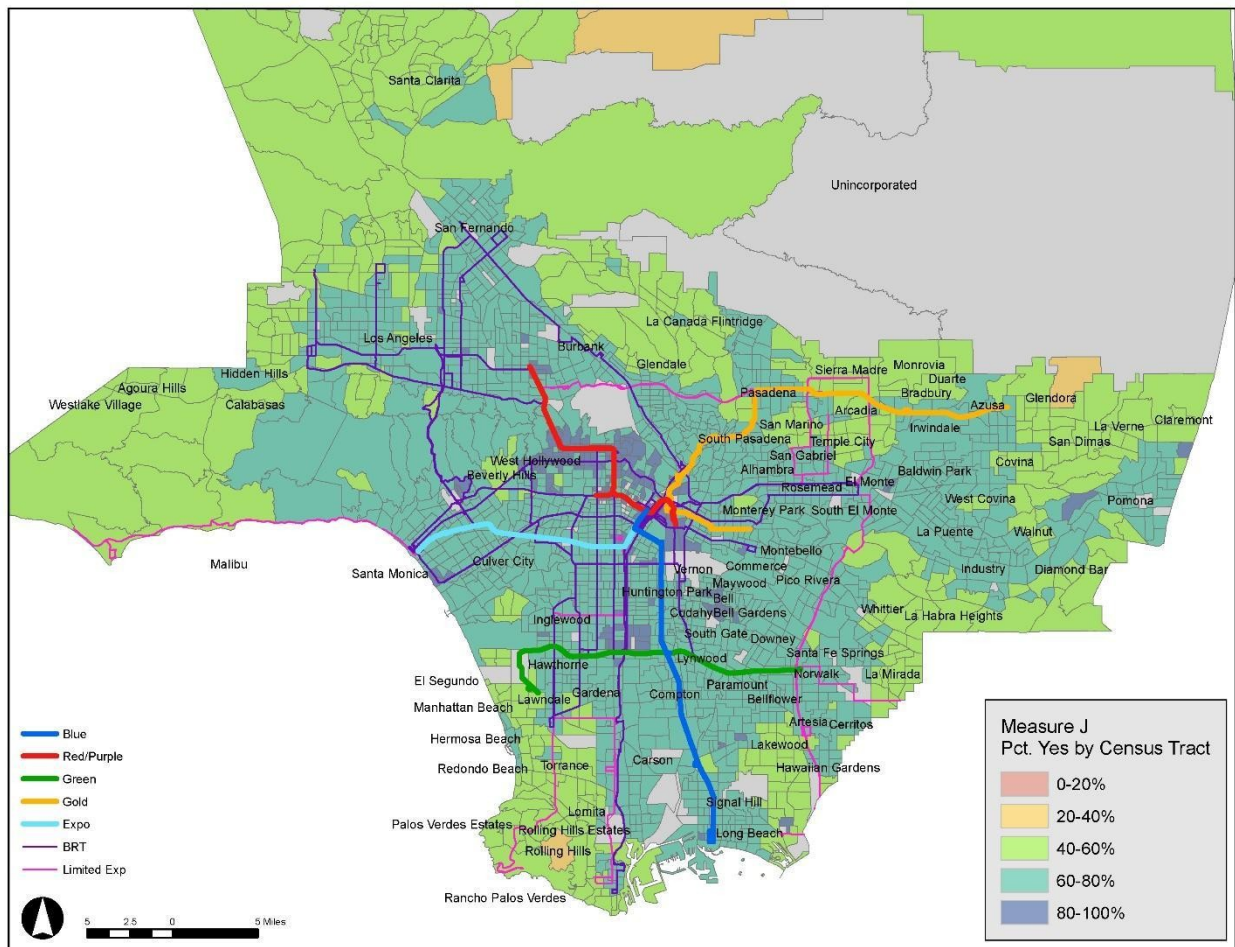 Santa Clarita
Unincorporated
San Fernando
La Canada Flintridge
Los Angeles
Burbank
Glendale
Sierra Madre
Monrovia
Duarte
Hidden Hills
Agoura Hills
Bradbury
Pasadena
Glendora
Westlake Village
Calabasas
Azusa
Arcadia
Claremont
San Marino
La Verne
Irwindale
South Pasadena
Temple City
San Dimas
San Gabriel
West Hollywood
Covina
Alhambra
Baldwin Park
Beverly Hills
El Monte
Rosemead
West Covina
Pomona
Monterey Park
South El Monte
La Puente
Walnut
Montebello
Malibu
Culver City
Vernon
Commerce
Industry
Diamond Bar
Santa Monica
Maywood
Pico Rivera
Huntington Park
Bell
Whittier
Cudahy
Bell Gardens
La Habra Heights
Inglewood
South Gate
Downey
Santa Fe Springs
Lynwood
Hawthorne
Norwalk
La Mirada
El Segundo
Paramount
Gardena
Compton
Lawndale
Bellflower
Manhattan Beach
Artesia
Cerritos
Hermosa Beach
Lakewood
Carson
Redondo Beach
Torrance
Hawaiian Gardens
Signal Hill
Lomita
Palos Verdes Estates
Rolling Hills Estates
Long Beach
Rolling Hills
Rancho Palos Verdes
Blue
Red/Purple
Green
Gold
Expo
BRT
Limited Exp
5 2.5 0 5 Miles
Measure J
Pct. Yes by Census Tract
0-20%
20-40%
40-60%
60-80%
80-100%